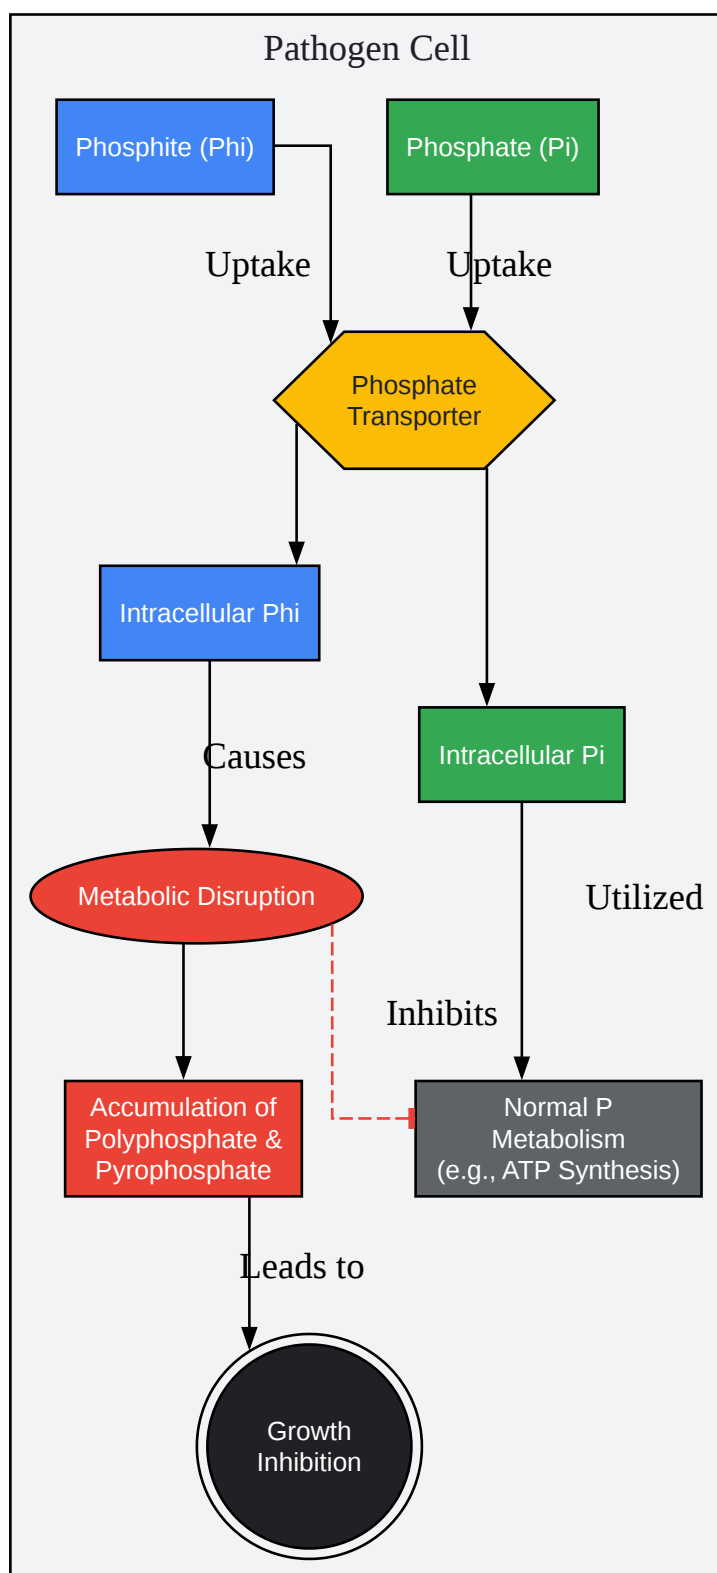 Pathogen Cell
Phosphite (Phi)
Phosphate (Pi)
Uptake
Uptake
Phosphate
Transporter
Intracellular Phi
Causes
Intracellular Pi
Metabolic Disruption
Utilized
Inhibits
Accumulation of
Polyphosphate &
Pyrophosphate
Normal P
Metabolism
(e.g., ATP Synthesis)
Leads to
Growth
Inhibition